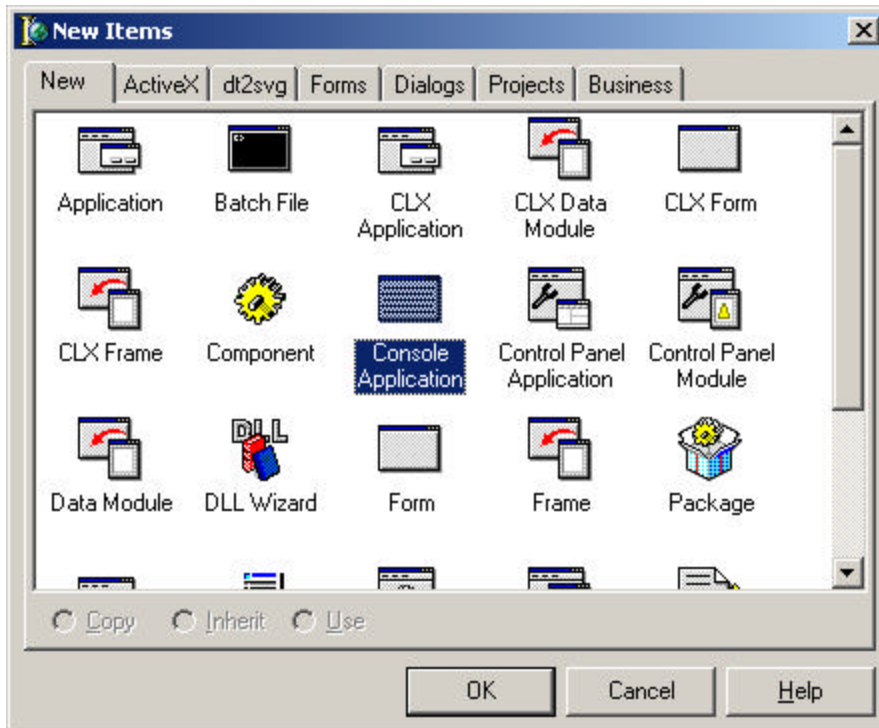 New Items
New ActiveX dt2svg Forms Dialogs Projects Business
Application Batch File CLX Application CLX Data Module CLX Form
CLX Frame Component Console Application Control Panel Application Control Panel Module
Data Module DLL Wizard Form Frame Package
Copy Inherit Use
OK Cancel Help